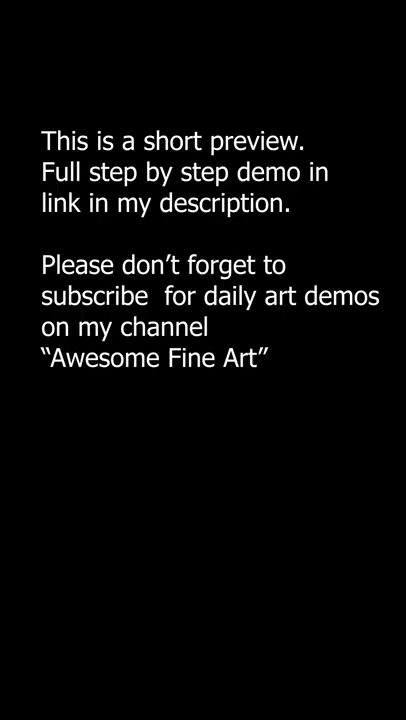 This is a short preview.
Full step by step demo in
link in my description.
Please don’t forget to
subscribe  for daily art demos
on my channel
“Awesome Fine Art”